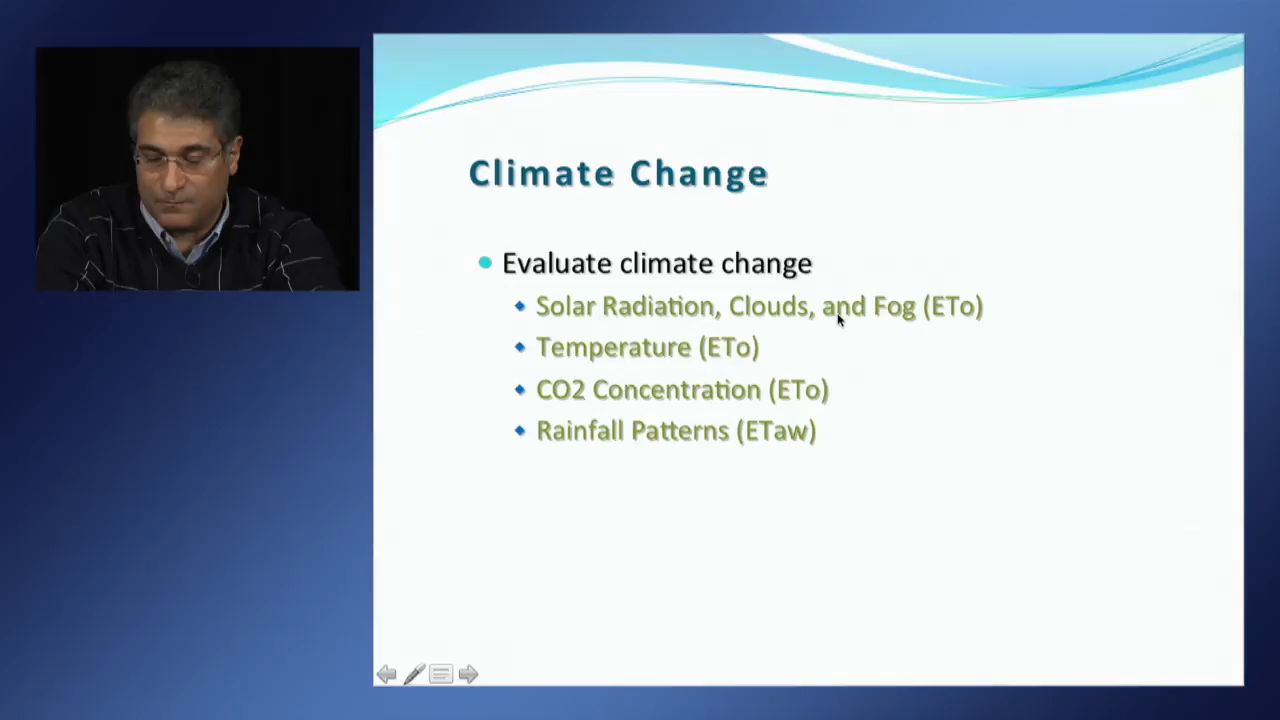 Climate Change
Evaluate climate change
Solar Radiation, Clouds, and Fog (ETo)
Temperature (ETo)
CO2 Concentration (ETo)
Rainfall Patterns (ETaw)